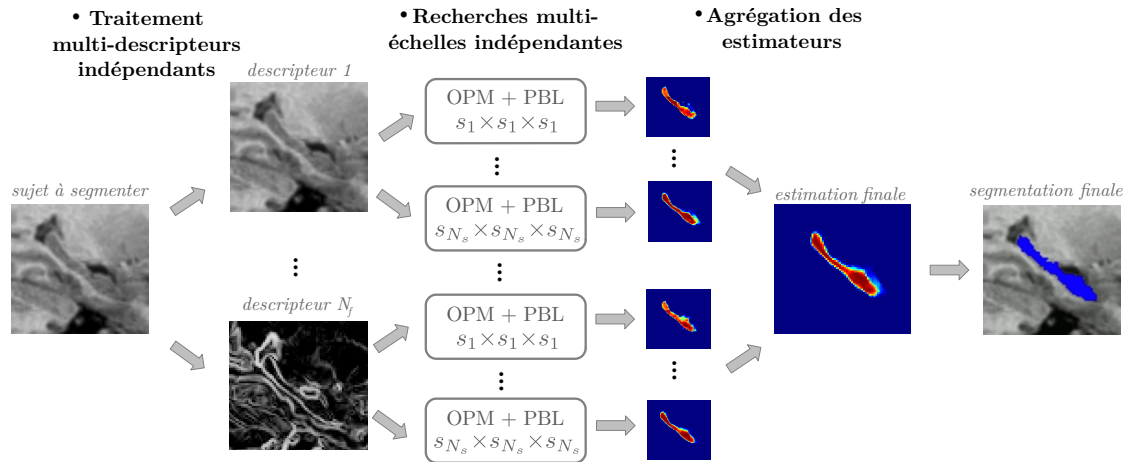 • Traitement
multi-descripteurs
indépendants
• Recherches multi-
échelles indépendantes
• Agrégation des
estimateurs
descripteur 1
sujet à segmenter
OPM + PBL
s₁×s₁×s₁
⋮
OPM + PBL
s_{N_s}×s_{N_s}×s_{N_s}
⋮
⋮
descripteur N_f
⋮
OPM + PBL
s₁×s₁×s₁
⋮
OPM + PBL
s_{N_s}×s_{N_s}×s_{N_s}
⋮
estimation finale
segmentation finale